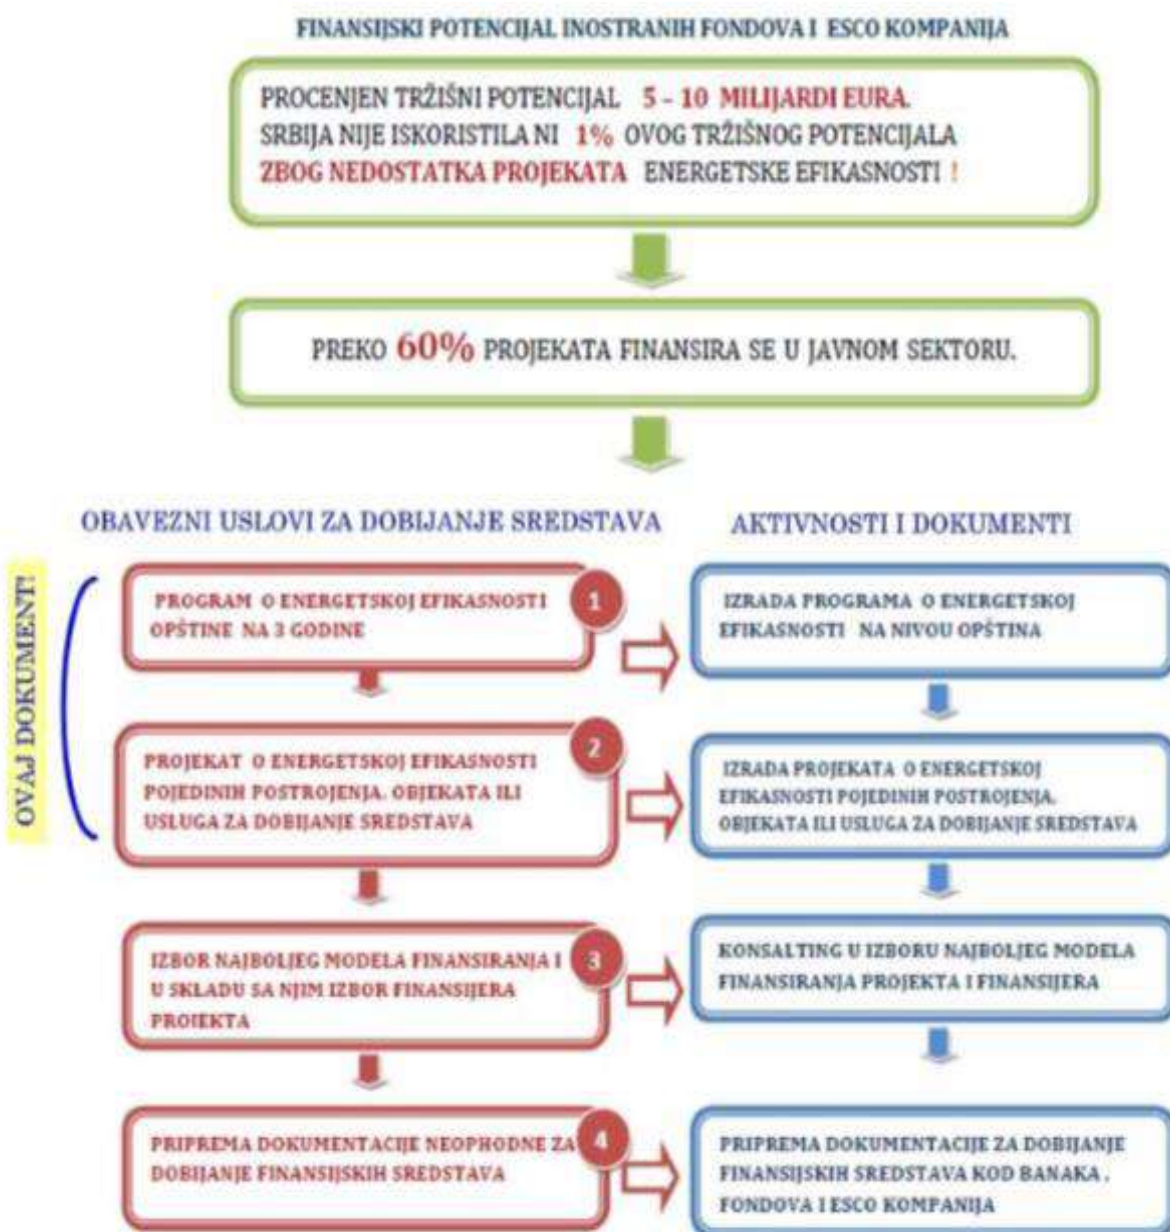 FINANSIJSKI POTENCIJAL INOSTRANIH FONDOVA I ESCO KOMPANIJA
PROCENJEN TRŽIŠNI POTENCIJAL 5 – 10 MILIJARDI EURA.
SRBIJA NIJE ISKORISTILA NI 1% OVOG TRŽIŠNOG POTENCIJALA
ZBOG NEDOSTATKA PROJEKATA ENERGETSKE EFIKASNOSTI !
PREKO 60% PROJEKATA FINANSIRA SE U JAVNOM SEKTORU.
OBAVEZNI USLOVI ZA DOBIJANJE SREDSTAVA
AKTIVNOSTI I DOKUMENTI
OVAJ DOKUMENT!
PROGRAM O ENERGETSKOJ EFIKASNOSTI
OPŠTINE NA 3 GODINE
1
IZRADA PROGRAMA O ENERGETSKOJ
EFIKASNOSTI NA NIVOU OPŠTINA
PROJEKAT O ENERGETSKOJ EFIKASNOSTI
POJEDINIH POSTROJENJA, OBJEKATA ILI
USLUGA ZA DOBIJANJE SREDSTAVA
2
IZRADA PROJEKATA O ENERGETSKOJ
EFIKASNOSTI POJEDINIH POSTROJENJA,
OBJEKATA ILI USLUGA ZA DOBIJANJE SREDSTAVA
IZBOR NAJBOLJEG MODELA FINANSIRANJA I
U SKLADU SA NJIM IZBOR FINANSIJERA
PROJEKTA
3
KONSALTING U IZBORU NAJBOLJEG MODELA
FINANSIRANJA PROJEKTA I FINANSIJERA
PRIPREMA DOKUMENTACIJE NEOPHODNE ZA
DOBIJANJE FINANSIJSKIH SREDSTAVA
4
PRIPREMA DOKUMENTACIJE ZA DOBIJANJE
FINANSIJSKIH SREDSTAVA KOD BANAKA ,
FONDOVA I ESCO KOMPANIJA